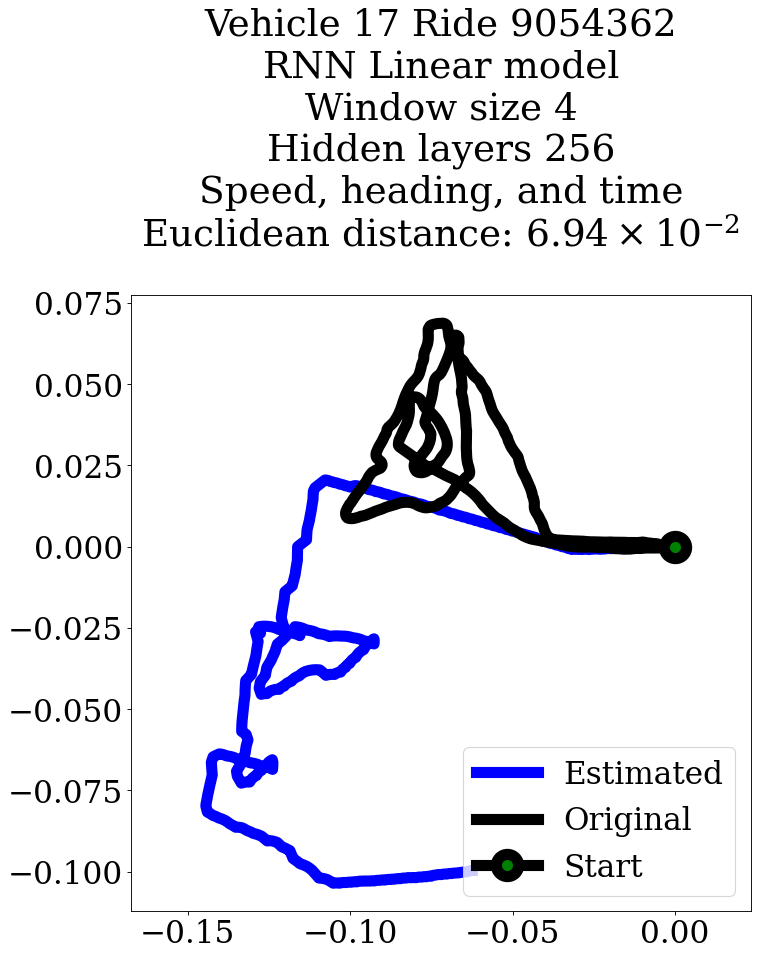 Vehicle 17 Ride 9054362
RNN Linear model
Window size 4
Hidden layers 256
Speed, heading, and time
Euclidean distance: 6.94 × 10⁻²
0.075
0.050
0.025
0.000
−0.025
−0.050
−0.075
−0.100
Estimated
Original
Start
−0.15 −0.10 −0.05 0.00